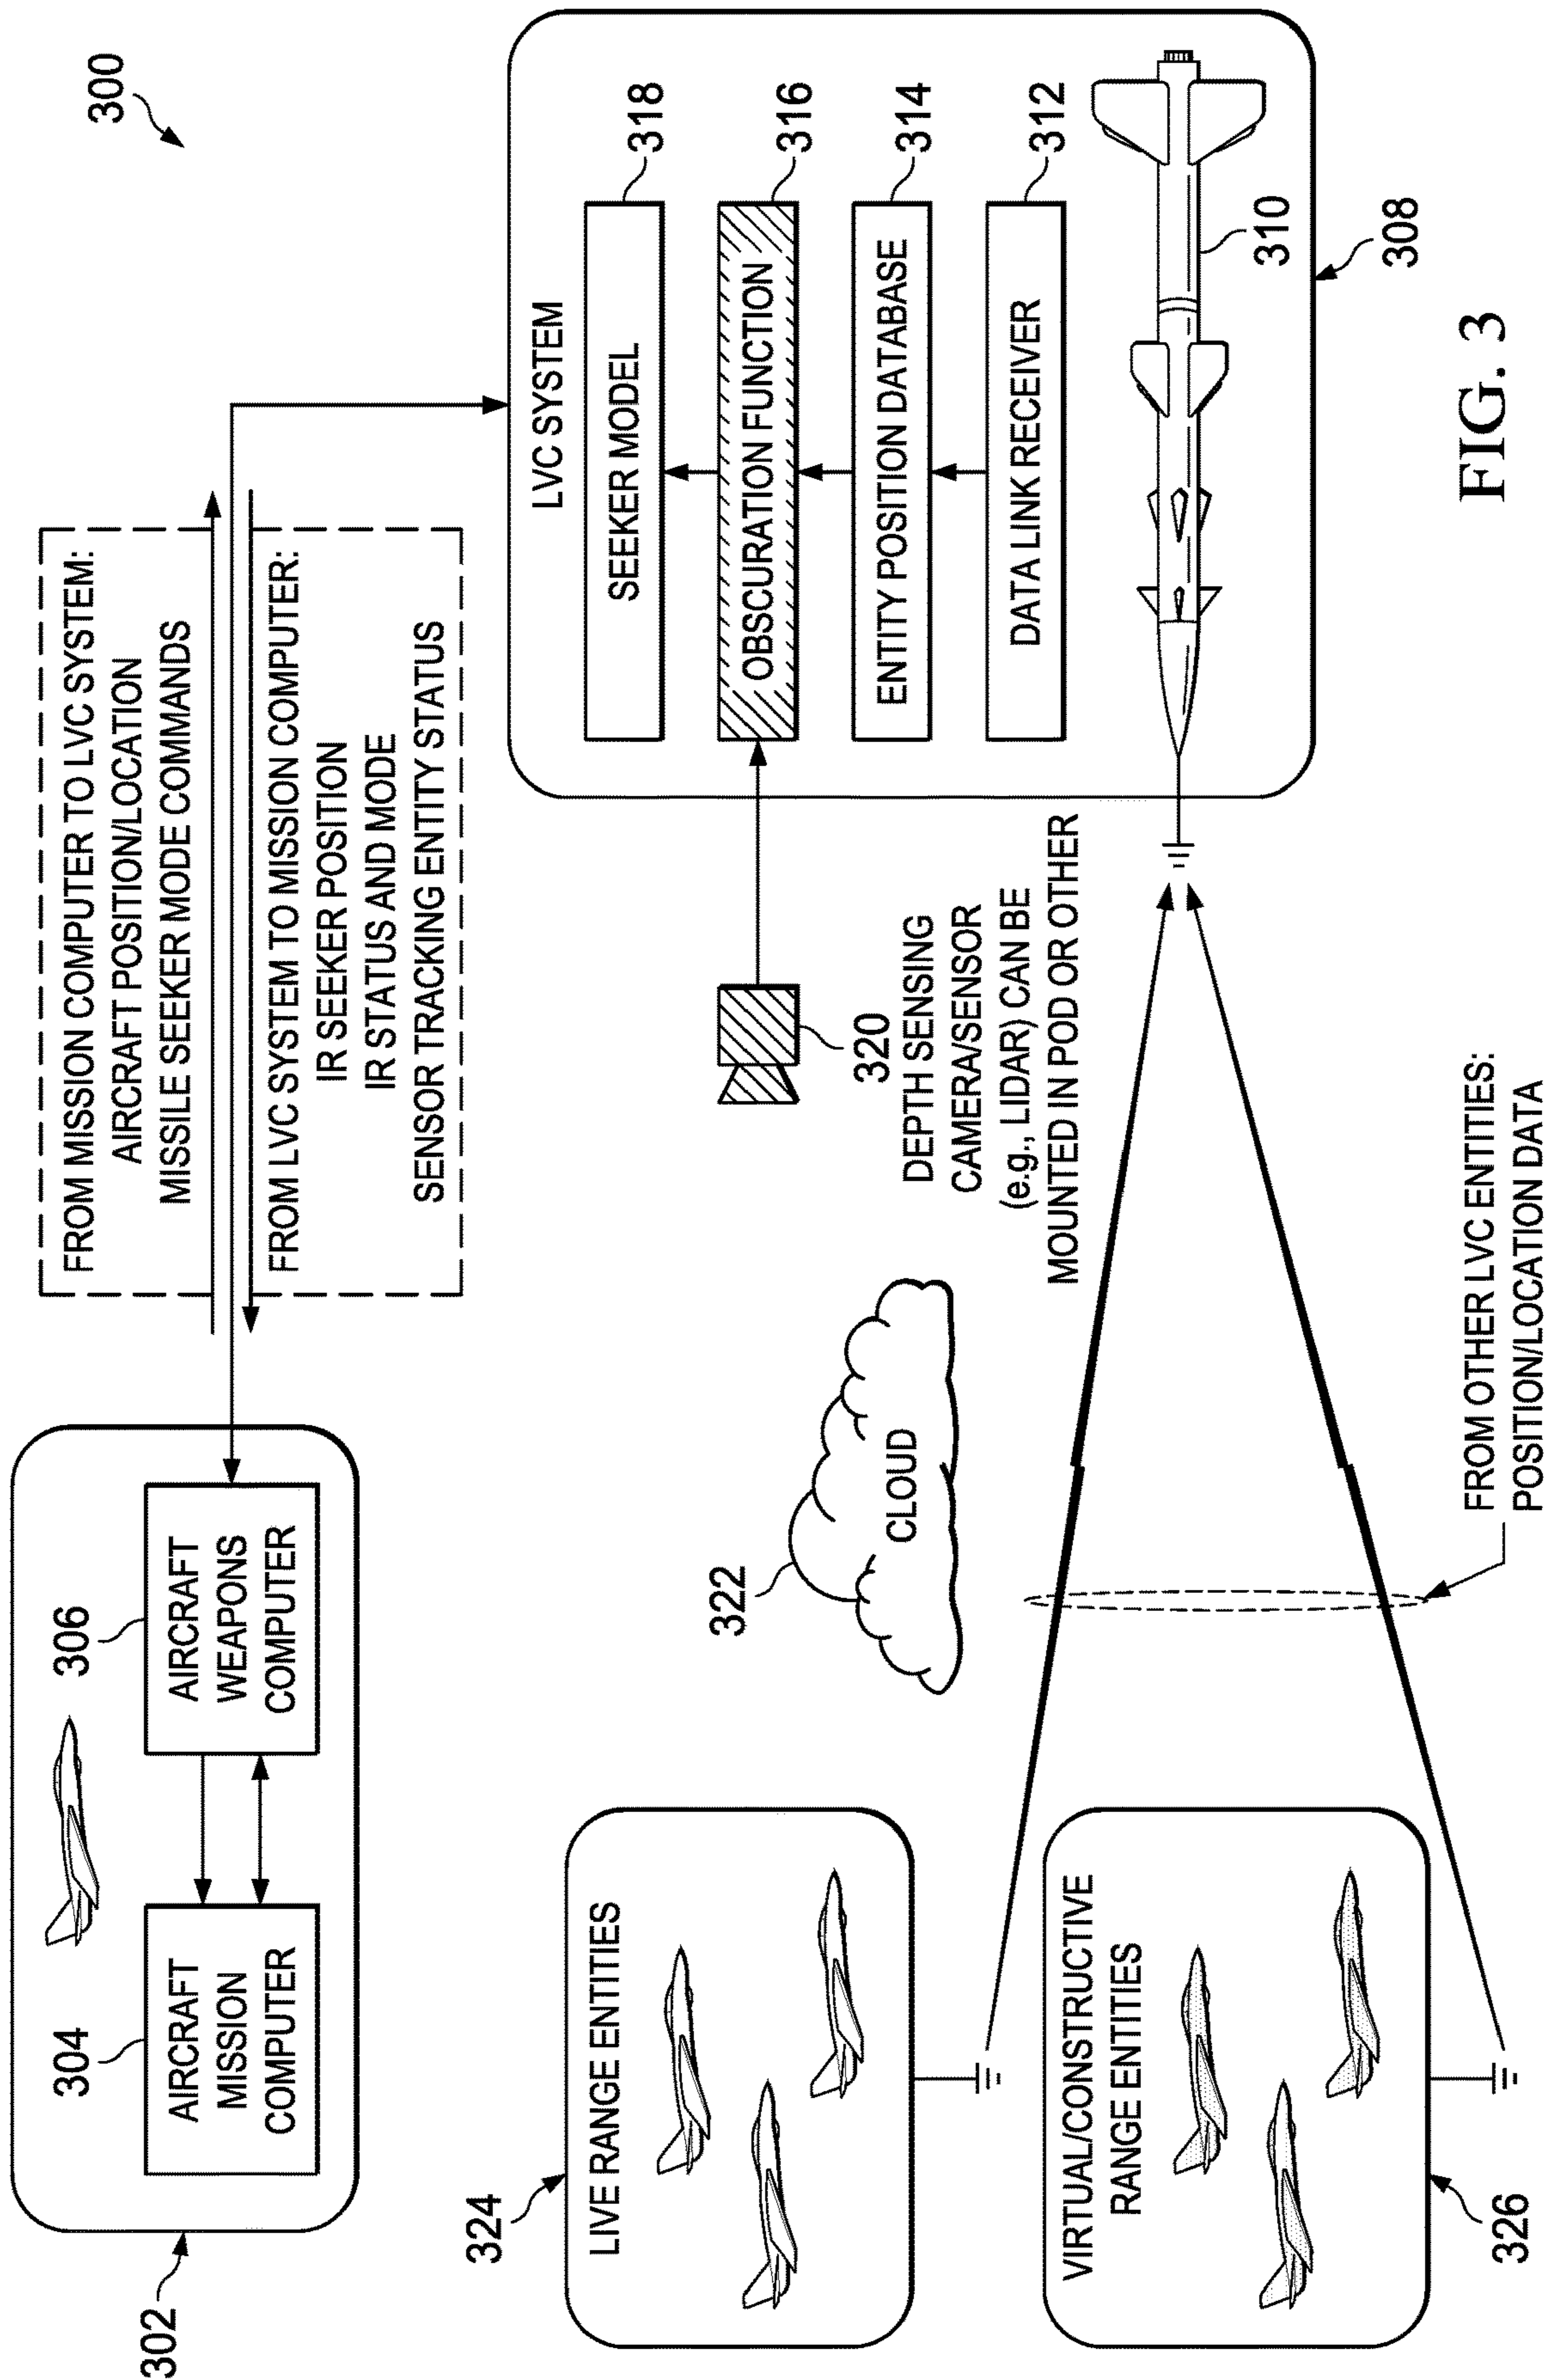 300
302
304
AIRCRAFT
MISSION
COMPUTER
306
AIRCRAFT
WEAPONS
COMPUTER
FROM MISSION COMPUTER TO LVC SYSTEM:
AIRCRAFT POSITION/LOCATION
MISSILE SEEKER MODE COMMANDS
FROM LVC SYSTEM TO MISSION COMPUTER:
IR SEEKER POSITION
IR STATUS AND MODE
SENSOR TRACKING ENTITY STATUS
LVC SYSTEM
SEEKER MODEL
318
OBSCURATION FUNCTION
316
ENTITY POSITION DATABASE
314
DATA LINK RECEIVER
312
310
308
320
DEPTH SENSING
CAMERA/SENSOR
(e.g., LIDAR) CAN BE
MOUNTED IN POD OR OTHER
322
CLOUD
324
LIVE RANGE ENTITIES
VIRTUAL/CONSTRUCTIVE
RANGE ENTITIES
326
FROM OTHER LVC ENTITIES:
POSITION/LOCATION DATA
FIG. 3